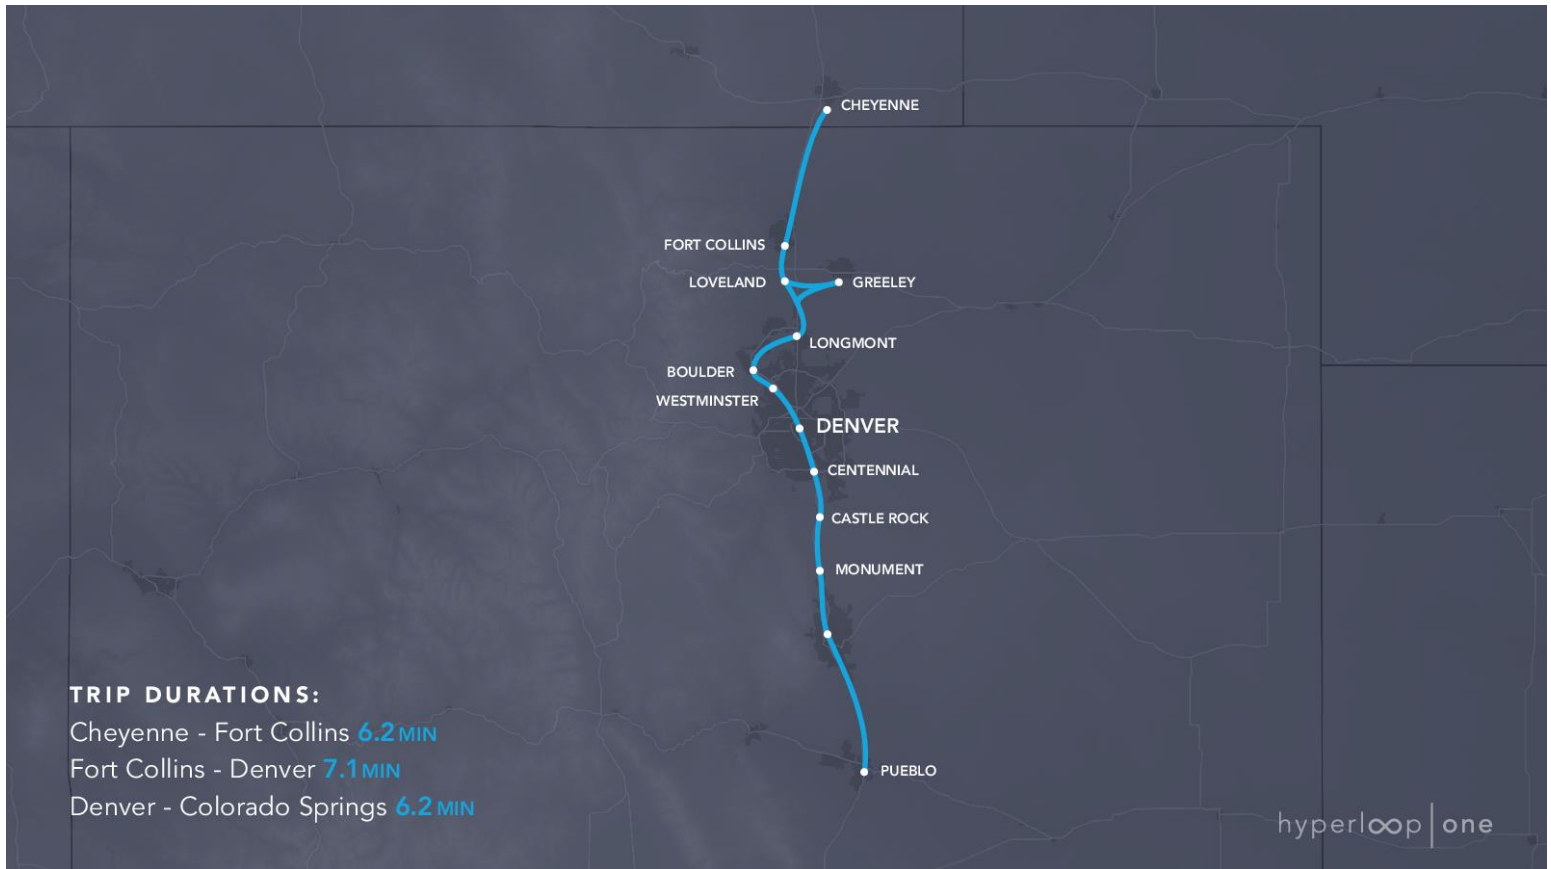 CHEYENNE
FORT COLLINS
LOVELAND
GREELEY
LONGMONT
BOULDER
WESTMINSTER
DENVER
CENTENNIAL
CASTLE ROCK
MONUMENT
PUEBLO
TRIP DURATIONS:
Cheyenne - Fort Collins 6.2 MIN
Fort Collins - Denver 7.1 MIN
Denver - Colorado Springs 6.2 MIN
hyperloop | one